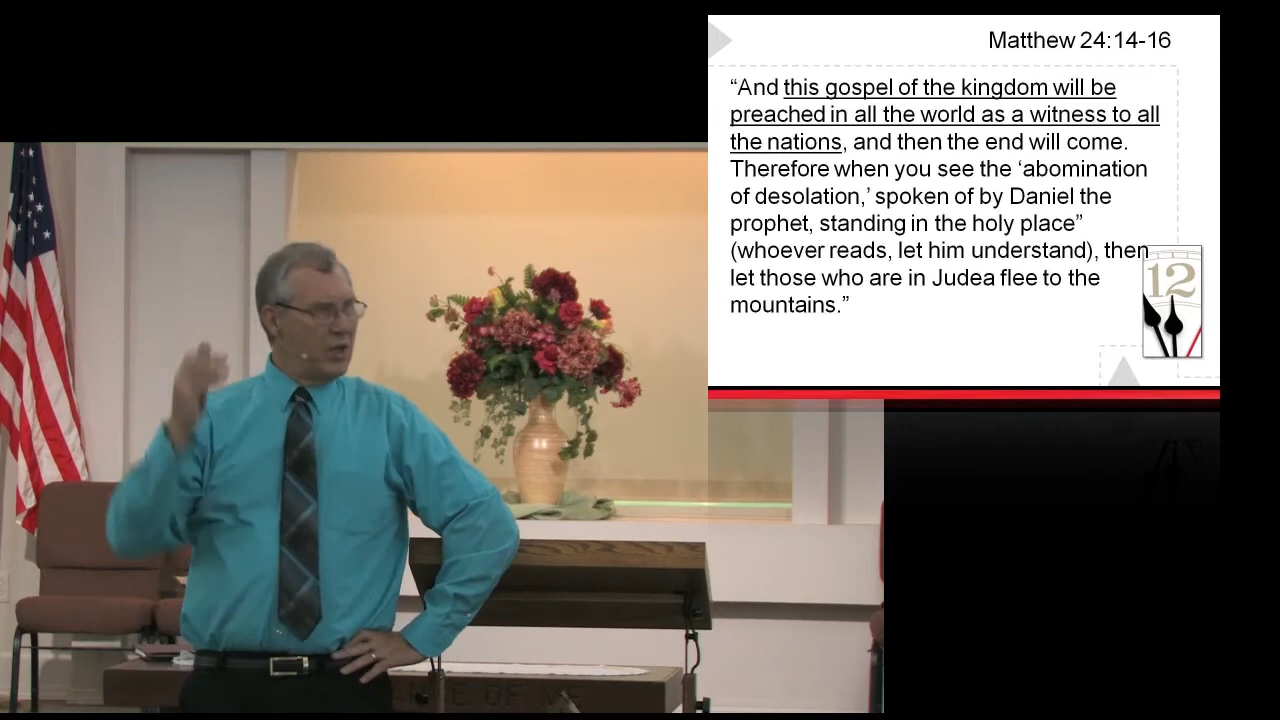 Matthew 24:14-16
“And this gospel of the kingdom will be
preached in all the world as a witness to all
the nations, and then the end will come.
Therefore when you see the ‘abomination
of desolation,’ spoken of by Daniel the
prophet, standing in the holy place”
(whoever reads, let him understand), then
let those who are in Judea flee to the
mountains.”
12
OF ME